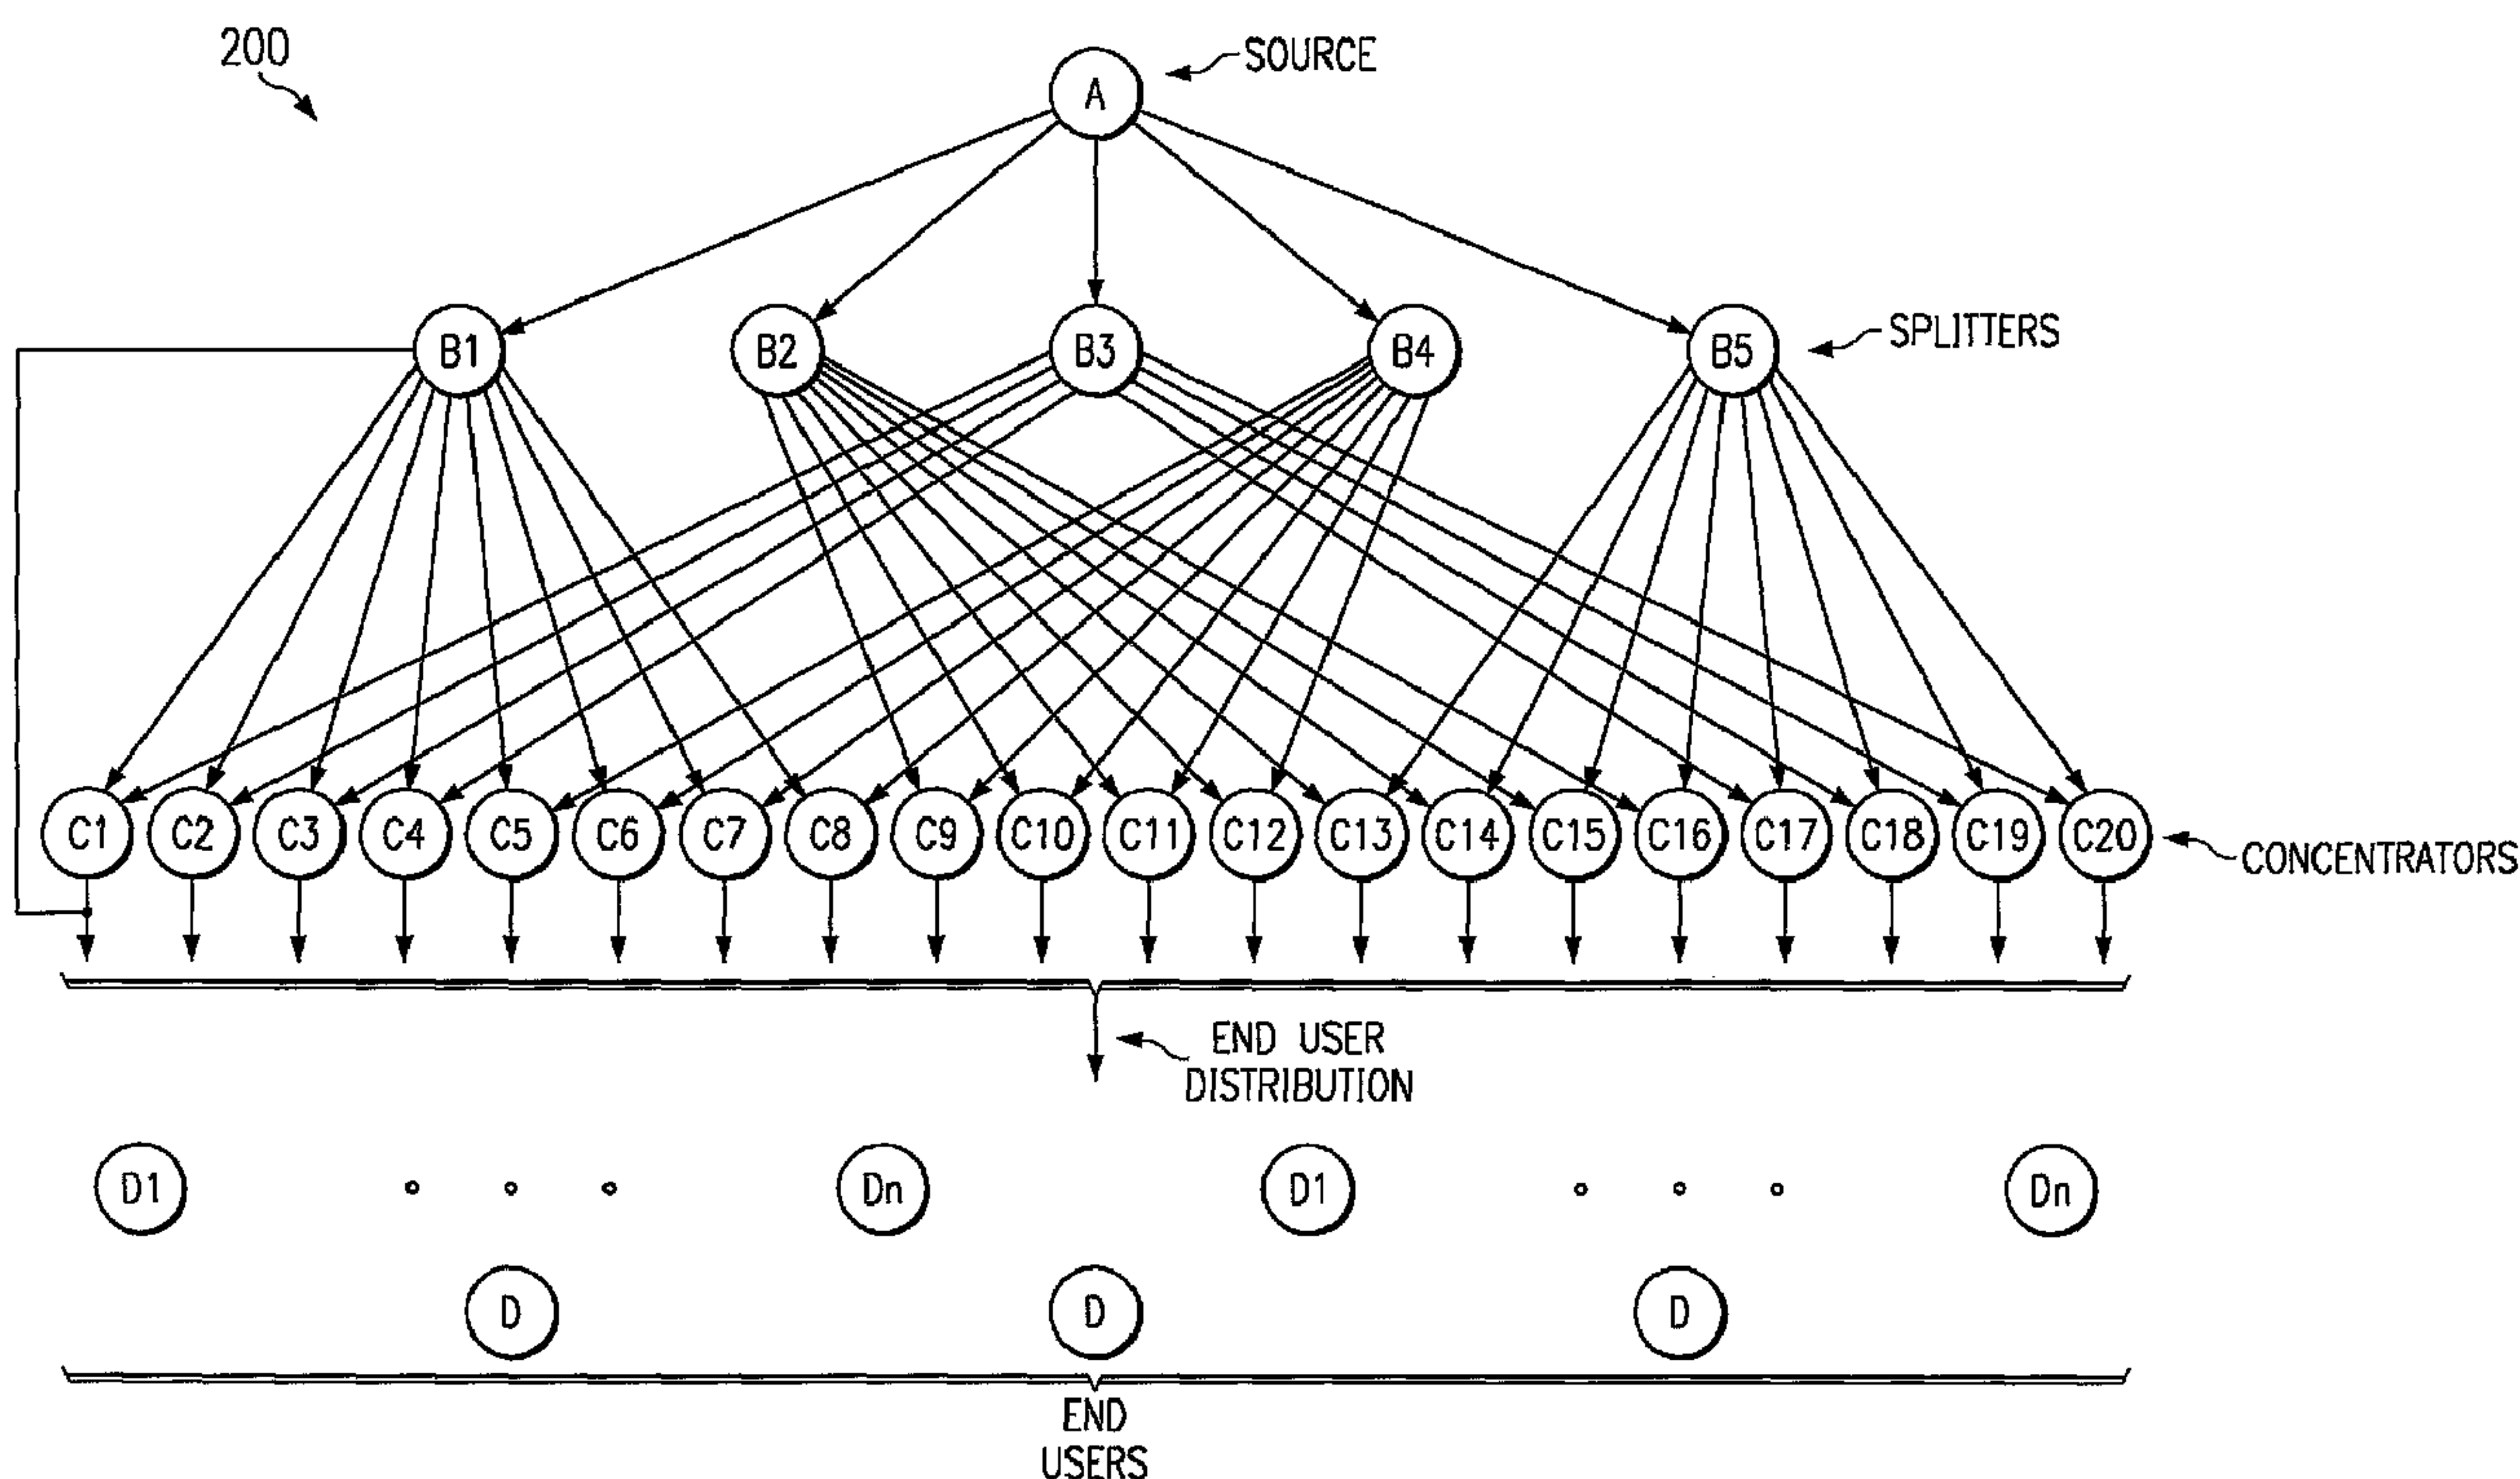 200
SOURCE
A
B1 B2 B3 B4 B5
SPLITTERS
C1 C2 C3 C4 C5 C6 C7 C8 C9 C10 C11 C12 C13 C14 C15 C16 C17 C18 C19 C20
CONCENTRATORS
END USER
DISTRIBUTION
D1 Dn D1 Dn
D D D
END
USERS